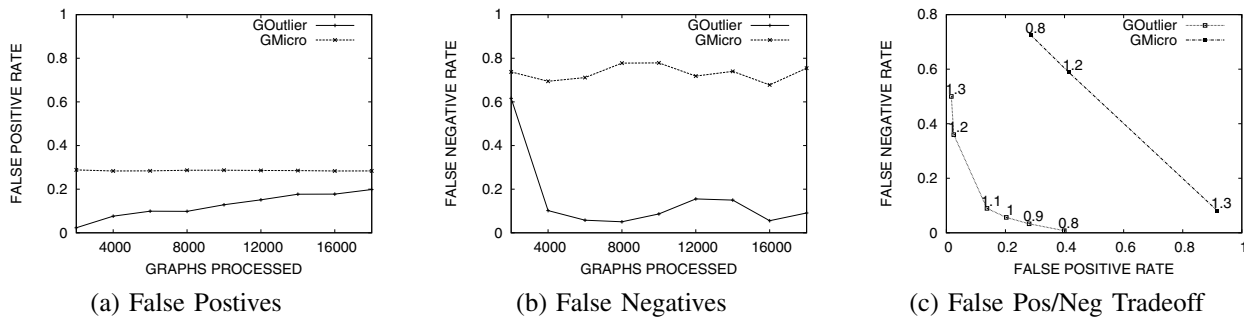 FALSE POSITIVE RATE
1
0.8
0.6
0.4
0.2
0
GOutlier
GMicro
4000 8000 12000 16000
GRAPHS PROCESSED
(a) False Postives
FALSE NEGATIVE RATE
1
0.8
0.6
0.4
0.2
0
GOutlier
GMicro
4000 8000 12000 16000
GRAPHS PROCESSED
(b) False Negatives
FALSE NEGATIVE RATE
0.8
0.6
0.4
0.2
0
GOutlier
GMicro
0.8
1.2
1.3
1.3
1.2
1.1
1
0.9
0.8
0 0.2 0.4 0.6 0.8 1
FALSE POSITIVE RATE
(c) False Pos/Neg Tradeoff